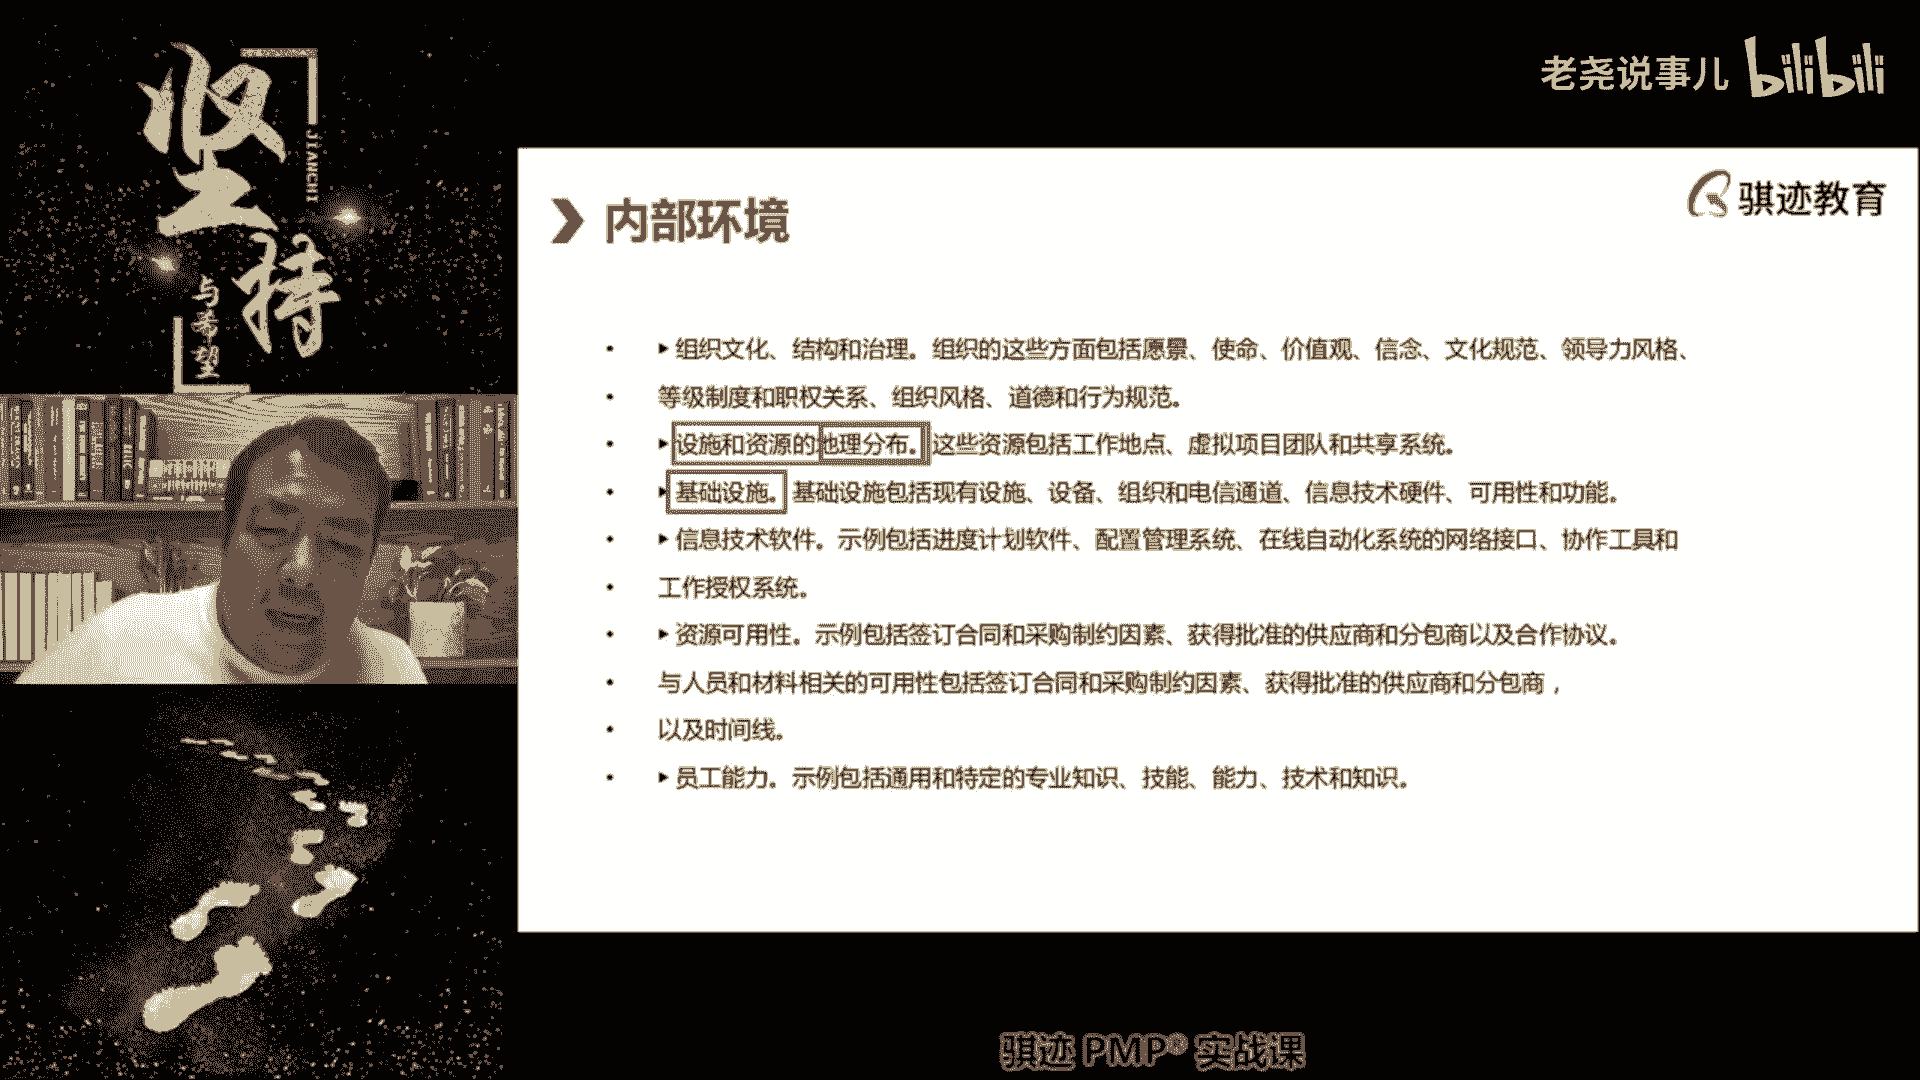 坚持
JIANCHI
与希望
老尧说事儿 bilibili
骐迹教育
内部环境
• ▸组织文化、结构和治理。组织的这些方面包括愿景、使命、价值观、信念、文化规范、领导力风格、
• 等级制度和职权关系、组织风格、道德和行为规范。
• ▸设施和资源的地理分布。这些资源包括工作地点、虚拟项目团队和共享系统。
• ▸基础设施。基础设施包括现有设施、设备、组织和电信通道、信息技术硬件、可用性和功能。
• ▸信息技术软件。示例包括进度计划软件、配置管理系统、在线自动化系统的网络接口、协作工具和
• 工作授权系统。
• ▸资源可用性。示例包括签订合同和采购制约因素、获得批准的供应商和分包商以及合作协议。
• 与人员和材料相关的可用性包括签订合同和采购制约因素、获得批准的供应商和分包商，
• 以及时间线。
• ▸员工能力。示例包括通用和特定的专业知识、技能、能力、技术和知识。
骐迹 PMP® 实战课